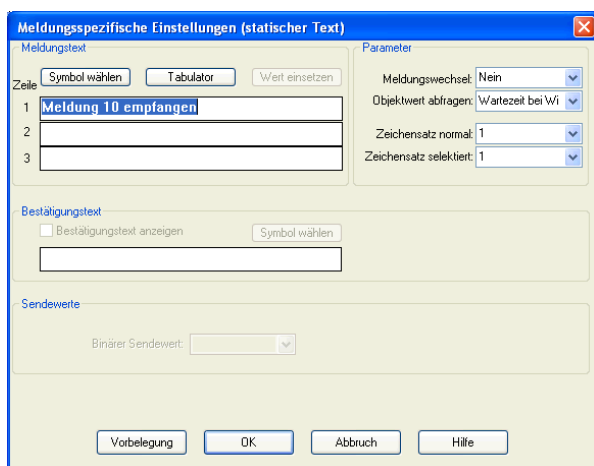 Meldungsspezifische Einstellungen (statischer Text)
Meldungstext
Parameter
Zeile
Symbol wählen
Tabulator
Wert einsetzen
Meldungswechsel: Nein
Objektwert abfragen: Wartezeit bei Wi
1 Meldung 10 empfangen
2
3
Zeichensatz normal: 1
Zeichensatz selektiert: 1
Bestätigungstext
Bestätigungstext anzeigen
Symbol wählen
Sendewerte
Binärer Sendewert:
Vorbelegung
OK
Abbruch
Hilfe